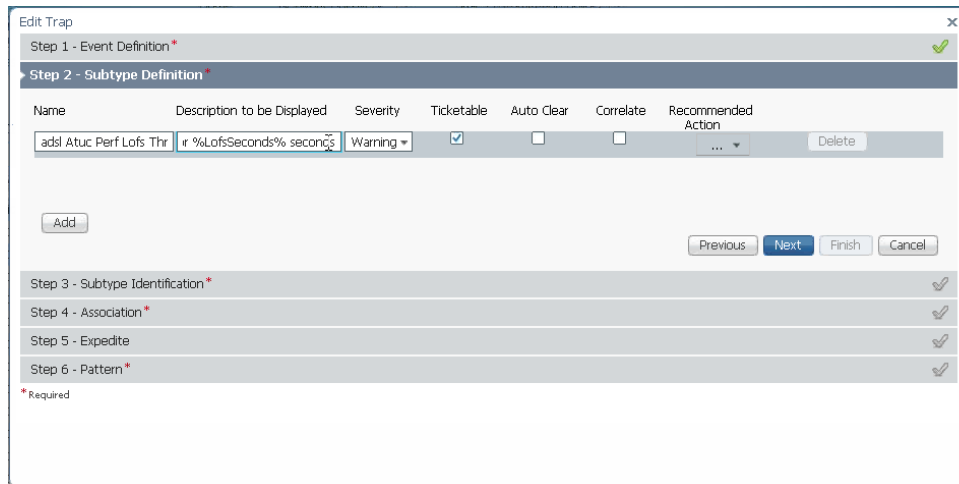 Edit Trap
Step 1 - Event Definition*
Step 2 - Subtype Definition*
Name Description to be Displayed Severity Ticketable Auto Clear Correlate Recommended
Action
adsl Atuc Perf Lofs Thr r %LofsSeconds% seconds Warning ... Delete
Add
Previous Next Finish Cancel
Step 3 - Subtype Identification*
Step 4 - Association*
Step 5 - Expedite
Step 6 - Pattern*
*Required